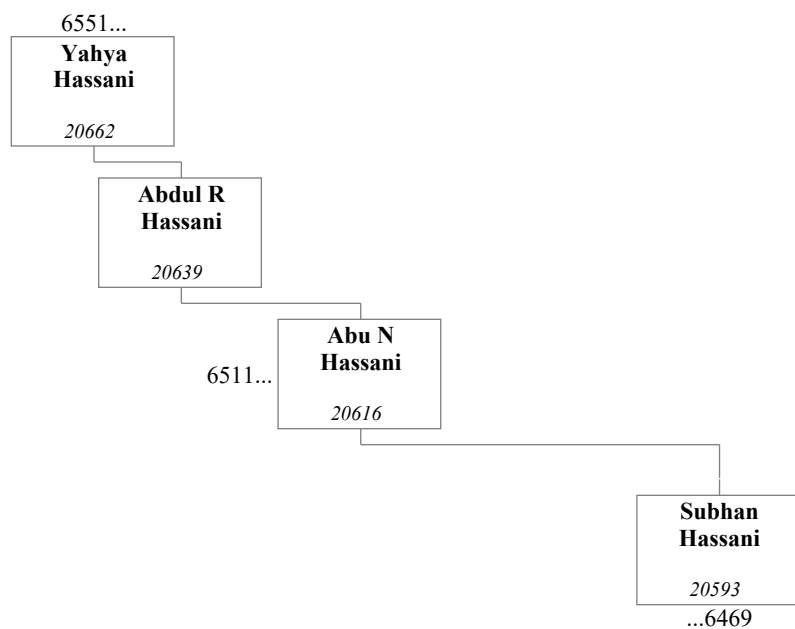 6551...
Yahya
Hassani
20662
Abdul R
Hassani
20639
Abu N
Hassani
6511...
20616
Subhan
Hassani
20593
...6469